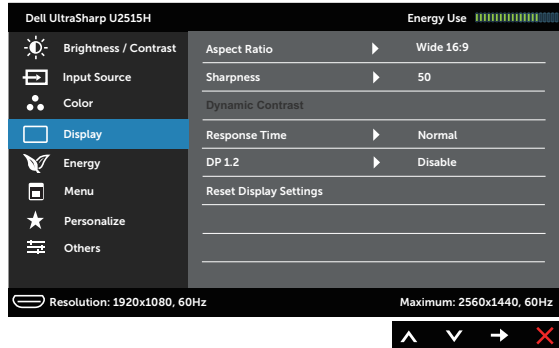 Dell UltraSharp U2515H
Energy Use
Brightness / Contrast
Input Source
Color
Display
Energy
Menu
Personalize
Others
Aspect Ratio Wide 16:9
Sharpness 50
Dynamic Contrast
Response Time Normal
DP 1.2 Disable
Reset Display Settings
Resolution: 1920x1080, 60Hz
Maximum: 2560x1440, 60Hz